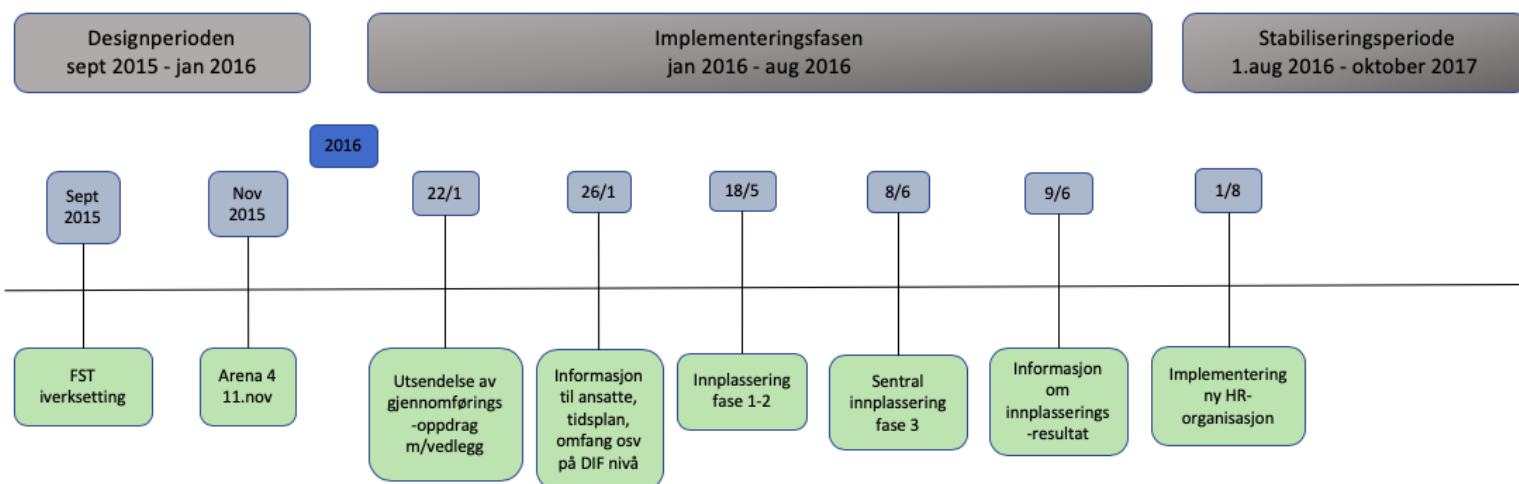 Designperioden
sept 2015 - jan 2016
Implementeringsfasen
jan 2016 - aug 2016
Stabiliseringsperiode
1.aug 2016 - oktober 2017
2016
Sept
2015
Nov
2015
22/1
26/1
18/5
8/6
9/6
1/8
FST
iverksetting
Arena 4
11.nov
Utsendelse av
gjennomførings
-oppdrag
m/vedlegg
Informasjon
til ansatte,
tidsplan,
omfang osv
på DIF nivå
Innplassering
fase 1-2
Sentral
innplassering
fase 3
Informasjon
om
innplasserings
-resultat
Implementering
ny HR-
organisasjon